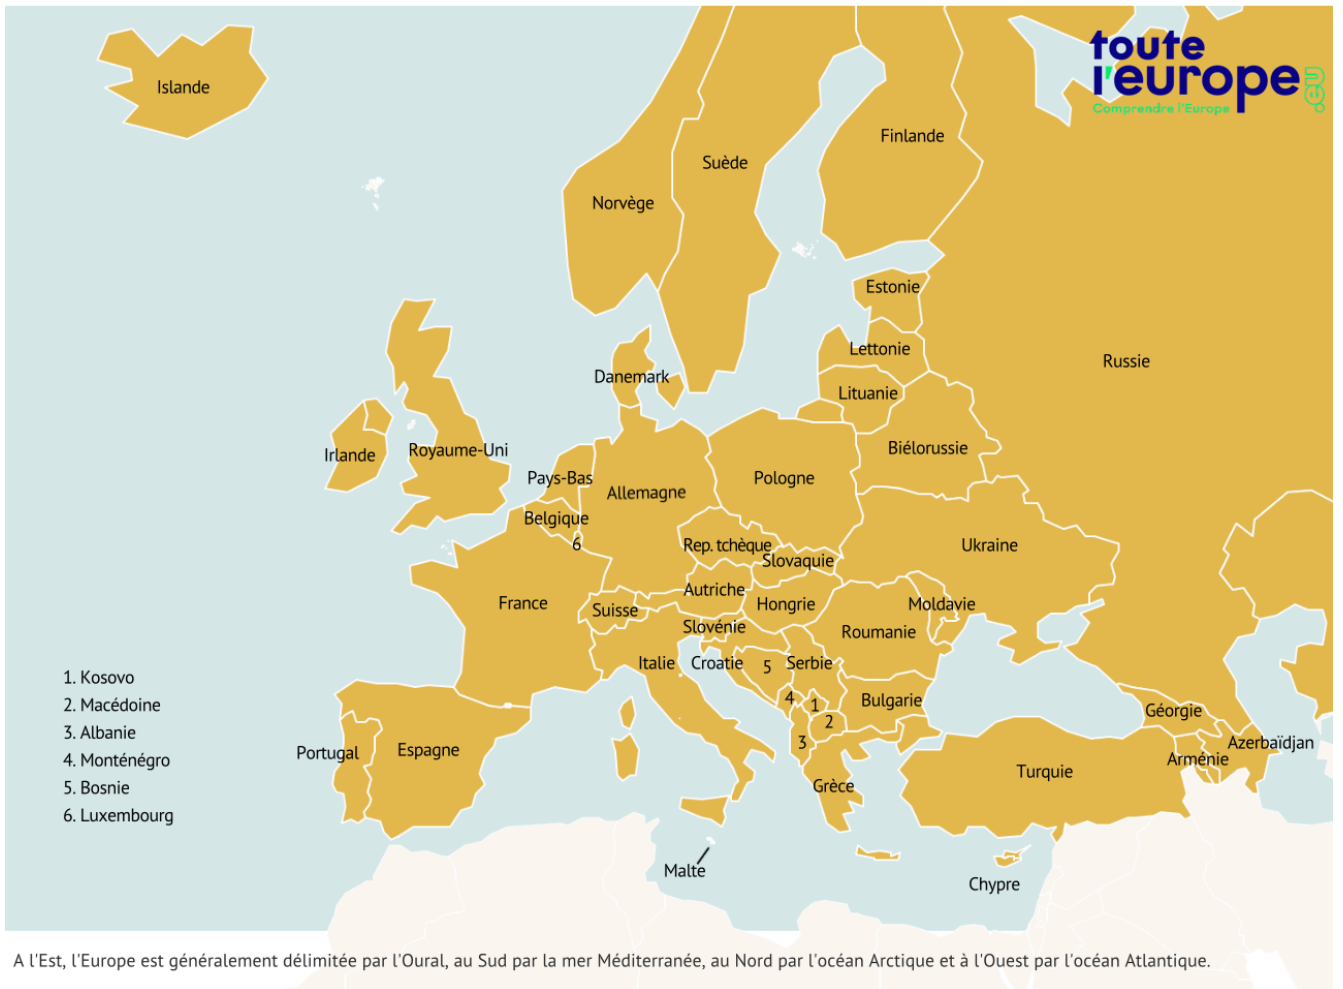 toute
l'europe
.eu
Comprendre l'Europe
Islande
Finlande
Suède
Norvège
Estonie
Lettonie
Russie
Danemark
Lituanie
Biélorussie
Irlande
Royaume-Uni
Pays-Bas
Allemagne
Pologne
Belgique
6
Rep. tchèque
Slovaquie
Ukraine
Autriche
France
Suisse
Hongrie
Moldavie
Slovénie
Roumanie
Italie
Croatie
5
Serbie
4
1
Bulgarie
2
3
Géorgie
Azerbaïdjan
Arménie
Portugal
Espagne
Turquie
Grèce
Malte
Chypre
1. Kosovo
2. Macédoine
3. Albanie
4. Monténégro
5. Bosnie
6. Luxembourg
A l'Est, l'Europe est généralement délimitée par l'Oural, au Sud par la mer Méditerranée, au Nord par l'océan Arctique et à l'Ouest par l'océan Atlantique.